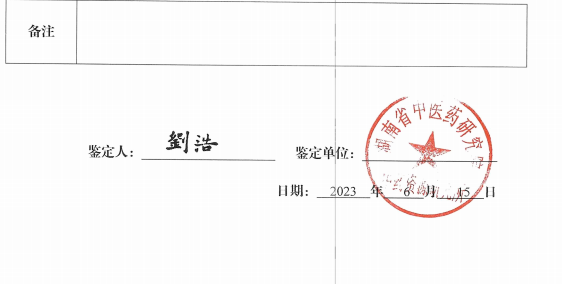 备注
湖南省中医药研究院
鉴定人： 劉浩 鉴定单位：
日期： 2023 年 6 月 15 日